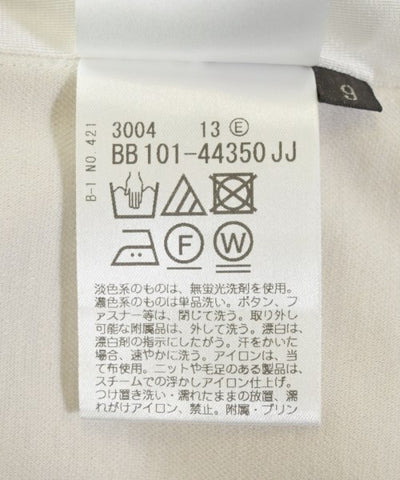 B-1 NO. 421
3004 13 Ⓔ
BB101-44350JJ
F W
淡色系のものは、無蛍光洗剤を使用。
濃色系のものは単品洗い。ボタン、フ
ァスナー等は、閉じて洗う。取り外し
可能な附属品は、外して洗う。漂白は、
漂白剤の指示にしたがう。汗をかいた
場合、速やかに洗う。アイロンは、当
て布使用。ニットや毛足のある製品は、
スチームでの浮かしアイロン仕上げ。
つけ置き洗い・濡れたままの放置・濡
れがけアイロン、禁止。附属・プリン
9